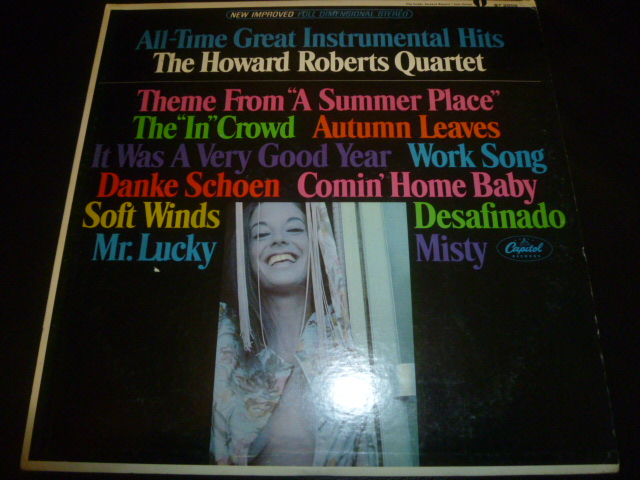 NEW IMPROVED FULL DIMENSIONAL STEREO
All-Time Great Instrumental Hits
The Howard Roberts Quartet
Theme From "A Summer Place"
The "In" Crowd Autumn Leaves
It Was A Very Good Year Work Song
Danke Schoen Comin' Home Baby
Soft Winds Desafinado
Mr. Lucky Misty
Capitol
RECORDS